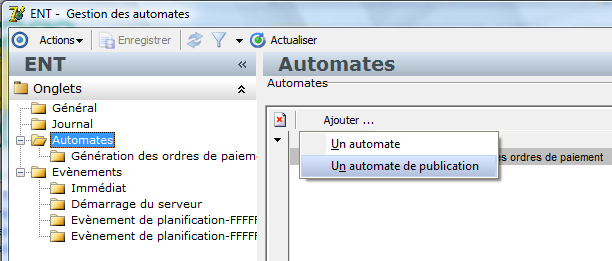 ENT - Gestion des automates
Actions Enregistrer Actualiser
ENT «
Automates
Onglets
Automates
Général
Journal
Automates
Génération des ordres de paiem
Evènements
Immédiat
Démarrage du serveur
Evènement de planification-FFFFF
Evènement de planification-FFFFF
Ajouter ...
Un automate
Un automate de publication
es ordres de paiement